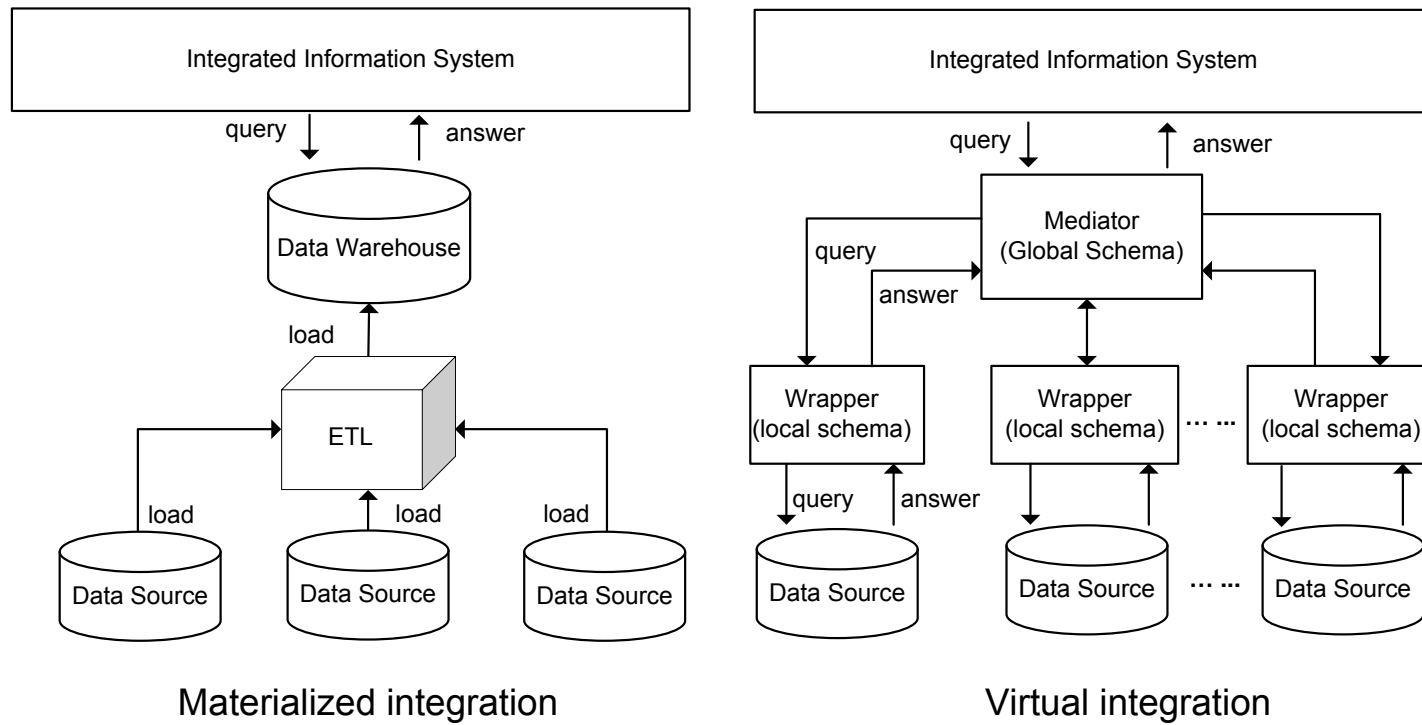 Integrated Information System
query
answer
Data Warehouse
load
ETL
load
load
load
Data Source
Data Source
Data Source
Materialized integration
Integrated Information System
query
answer
Mediator
(Global Schema)
query
answer
Wrapper
(local schema)
Wrapper
(local schema)
... ...
Wrapper
(local schema)
query
answer
Data Source
Data Source
... ...
Data Source
Virtual integration